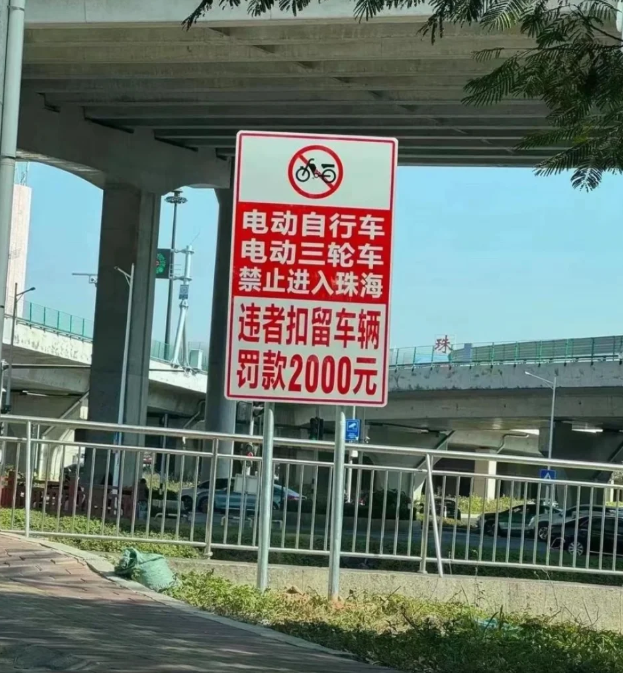 电动自行车
电动三轮车
禁止进入珠海
违者扣留车辆
罚款2000元
珠